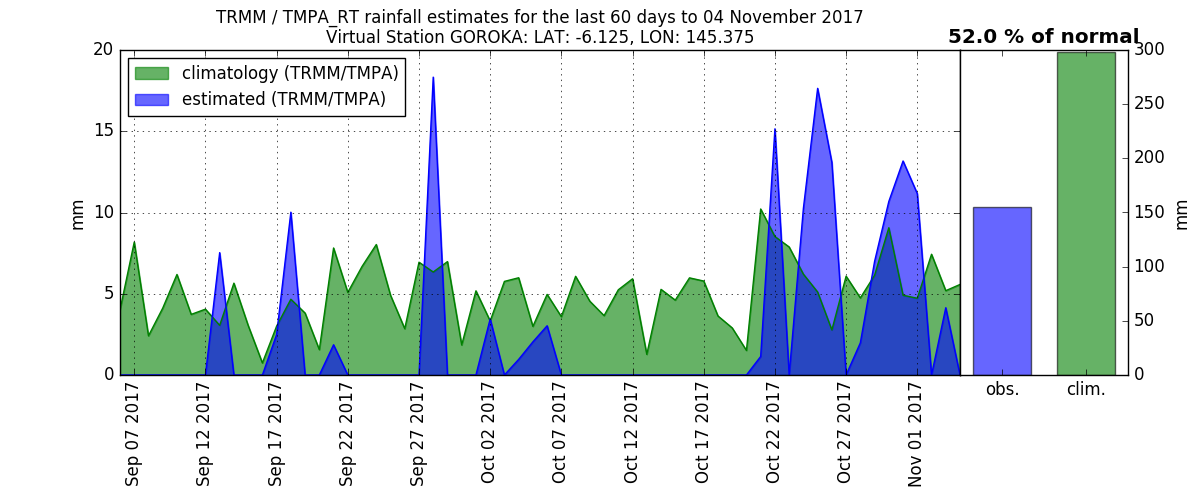 TRMM / TMPA_RT rainfall estimates for the last 60 days to 04 November 2017
Virtual Station GOROKA: LAT: -6.125, LON: 145.375
52.0 % of normal
climatology (TRMM/TMPA)
estimated (TRMM/TMPA)
20
15
10
5
0
mm
300
250
200
150
100
50
0
mm
obs.
clim.
Sep 07 2017
Sep 12 2017
Sep 17 2017
Sep 22 2017
Sep 27 2017
Oct 02 2017
Oct 07 2017
Oct 12 2017
Oct 17 2017
Oct 22 2017
Oct 27 2017
Nov 01 2017